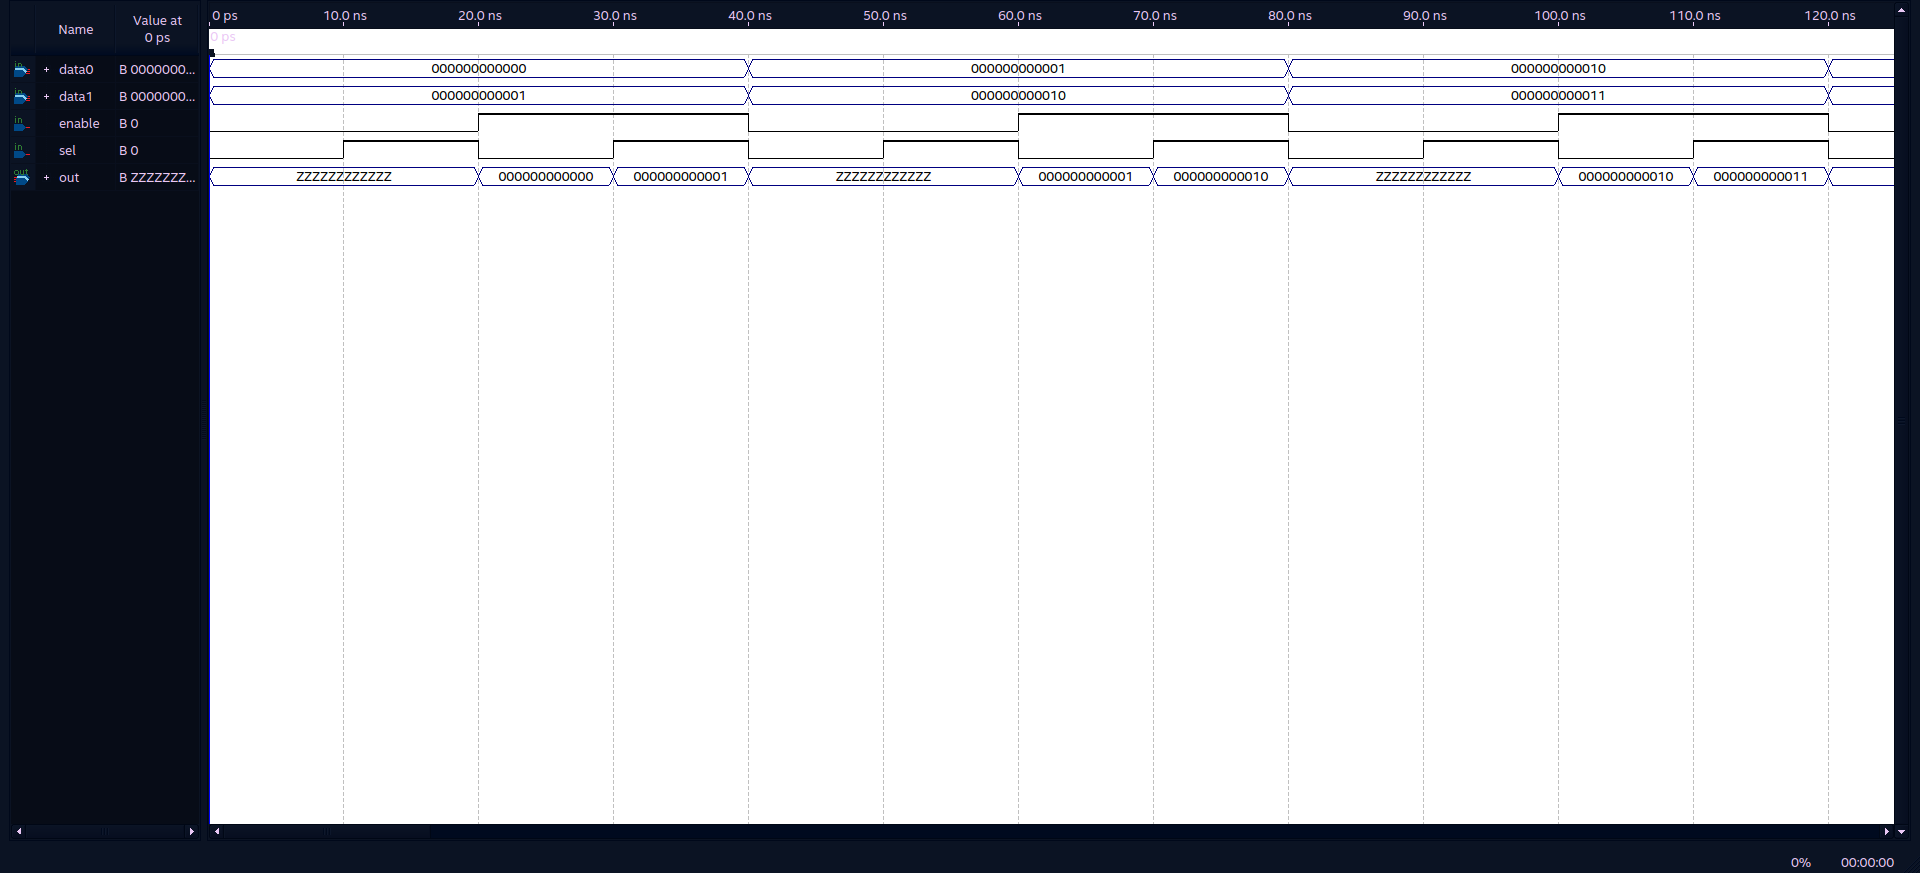 Name
Value at
0 ps
0 ps 10.0 ns 20.0 ns 30.0 ns 40.0 ns 50.0 ns 60.0 ns 70.0 ns 80.0 ns 90.0 ns 100.0 ns 110.0 ns 120.0 ns
0 ps
in + data0 B 0000000... 000000000000 000000000001 000000000010
in + data1 B 0000000... 000000000001 000000000010 000000000011
in enable B 0
in sel B 0
out + out B ZZZZZZZ... ZZZZZZZZZZZZ 000000000000 000000000001 ZZZZZZZZZZZZ 000000000001 000000000010 ZZZZZZZZZZZZ 000000000010 000000000011
0% 00:00:00